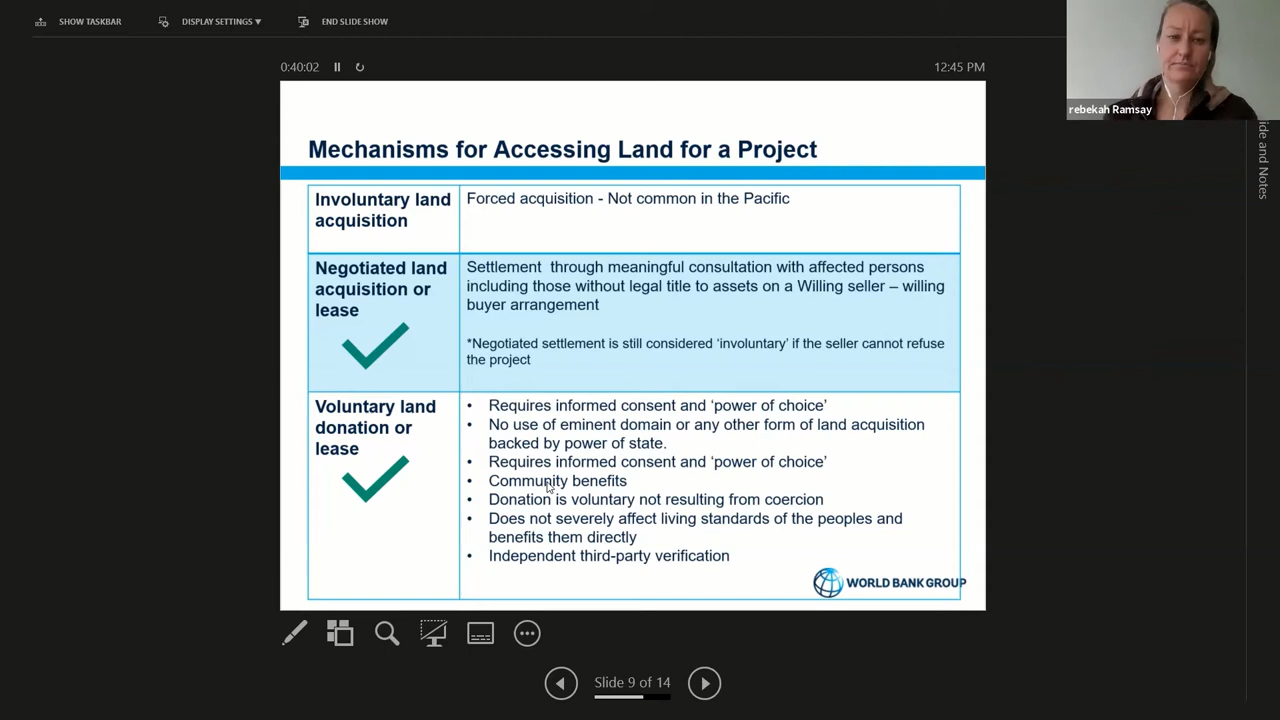 SHOW TASKBAR
DISPLAY SETTINGS
END SLIDE SHOW
rebekah Ramsay
ide and Notes
0:40:02
12:45 PM
Mechanisms for Accessing Land for a Project
Involuntary land
acquisition
Forced acquisition - Not common in the Pacific
Negotiated land
acquisition or
lease
Settlement through meaningful consultation with affected persons
including those without legal title to assets on a Willing seller – willing
buyer arrangement
*Negotiated settlement is still considered ‘involuntary’ if the seller cannot refuse
the project
Voluntary land
donation or
lease
• Requires informed consent and ‘power of choice’
• No use of eminent domain or any other form of land acquisition
backed by power of state.
• Requires informed consent and ‘power of choice’
• Community benefits
• Donation is voluntary not resulting from coercion
• Does not severely affect living standards of the peoples and
benefits them directly
• Independent third-party verification
WORLD BANK GROUP
Slide 9 of 14